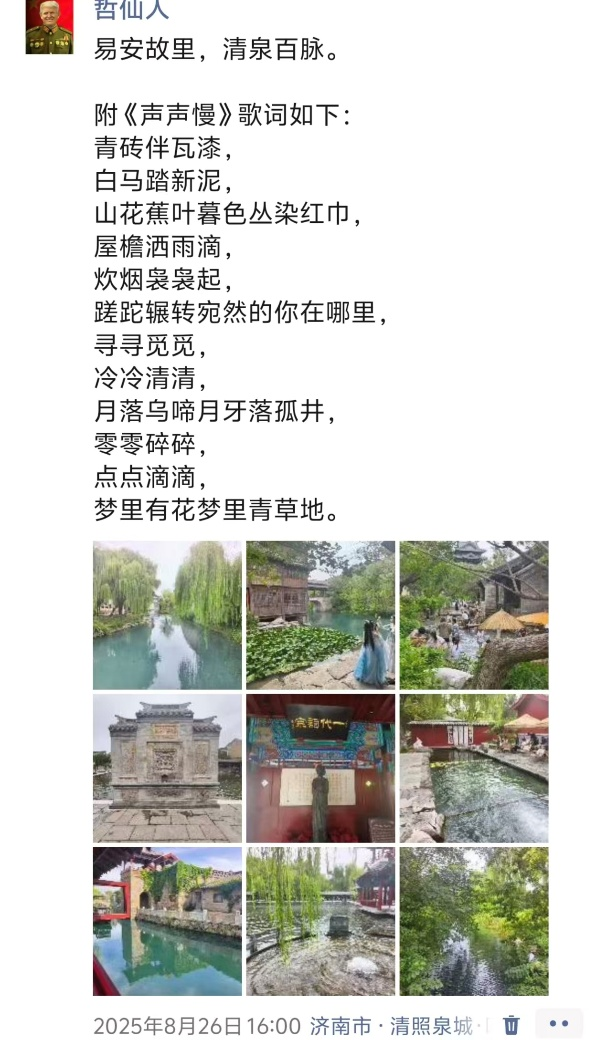 哲仙人
易安故里，清泉百脉。
附《声声慢》歌词如下：
青砖伴瓦漆，
白马踏新泥，
山花蕉叶暮色丛染红巾，
屋檐洒雨滴，
炊烟袅袅起，
蹉跎辗转宛然的你在哪里，
寻寻觅觅，
冷冷清清，
月落乌啼月牙落孤井，
零零碎碎，
点点滴滴，
梦里有花梦里青草地。
一代詞宗
2025年8月26日 16:00 济南市·清照泉城·